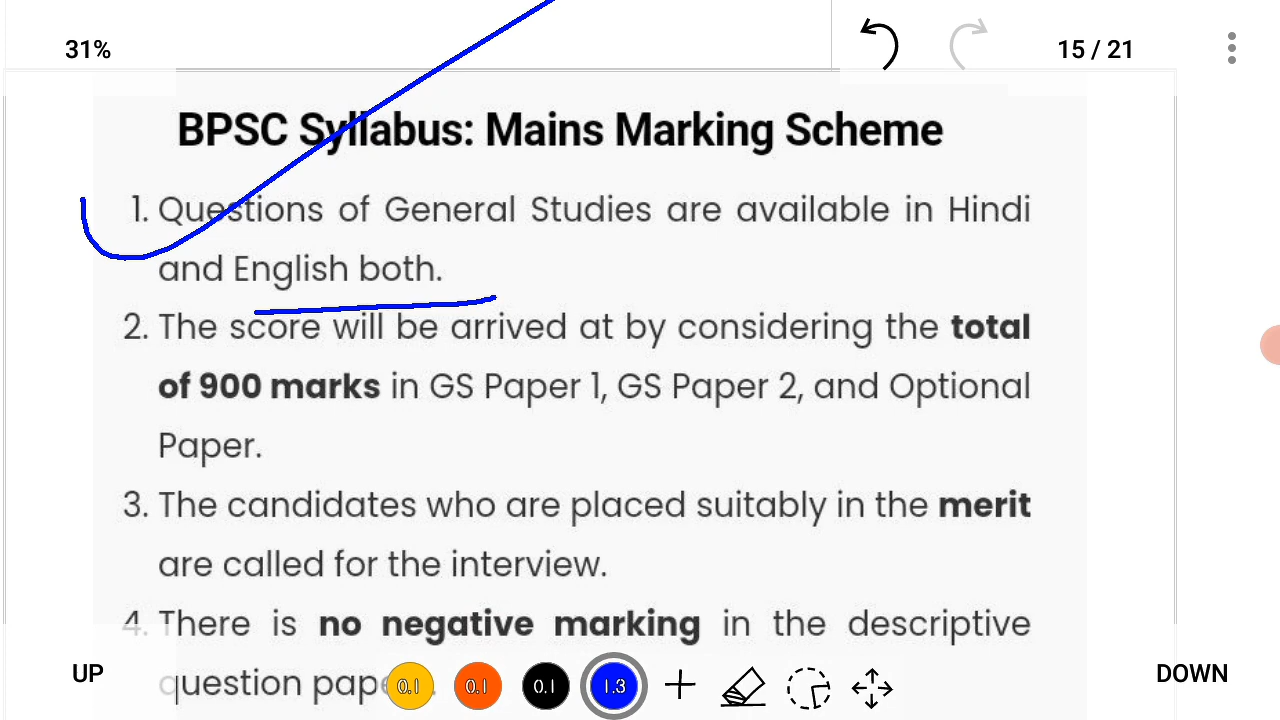 31%
15 / 21
BPSC Syllabus: Mains Marking Scheme
1. Questions of General Studies are available in Hindi
and English both.
2. The score will be arrived at by considering the total
of 900 marks in GS Paper 1, GS Paper 2, and Optional
Paper.
3. The candidates who are placed suitably in the merit
are called for the interview.
4. There is no negative marking in the descriptive
UP
DOWN
question
0.1
0.1
0.1
1.3